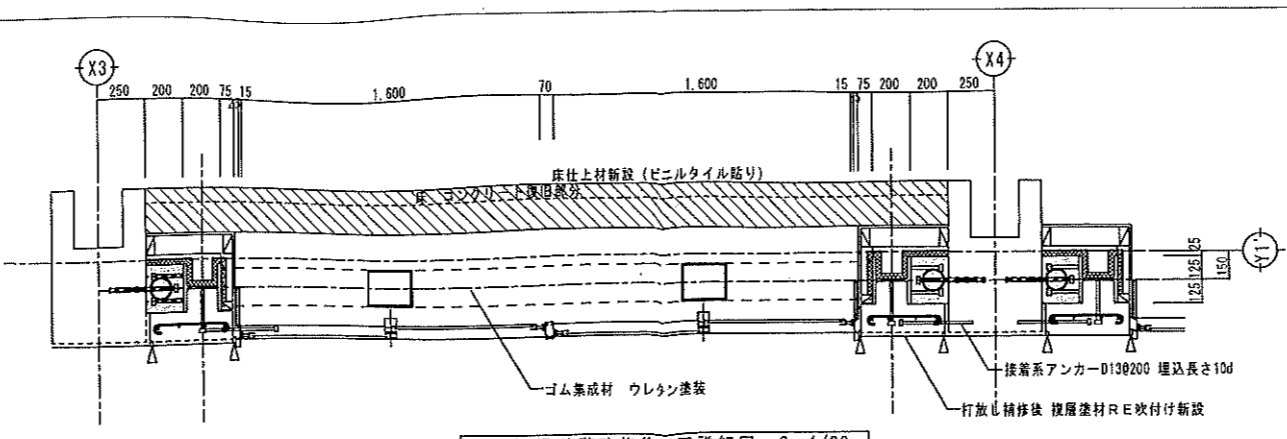 X3
X4
250 200 200 75 15 1,600 70 1,600 15 75 200 200 250
床仕上材新設 (ビニルタイル貼り)
床 コンクリート復旧部分
25
125
150
125
Y1'
接着系アンカーD13@200 埋込長さ10d
ゴム集成材 ウレタン塗装
打放し補修後 複層塗材RE吹付け新設